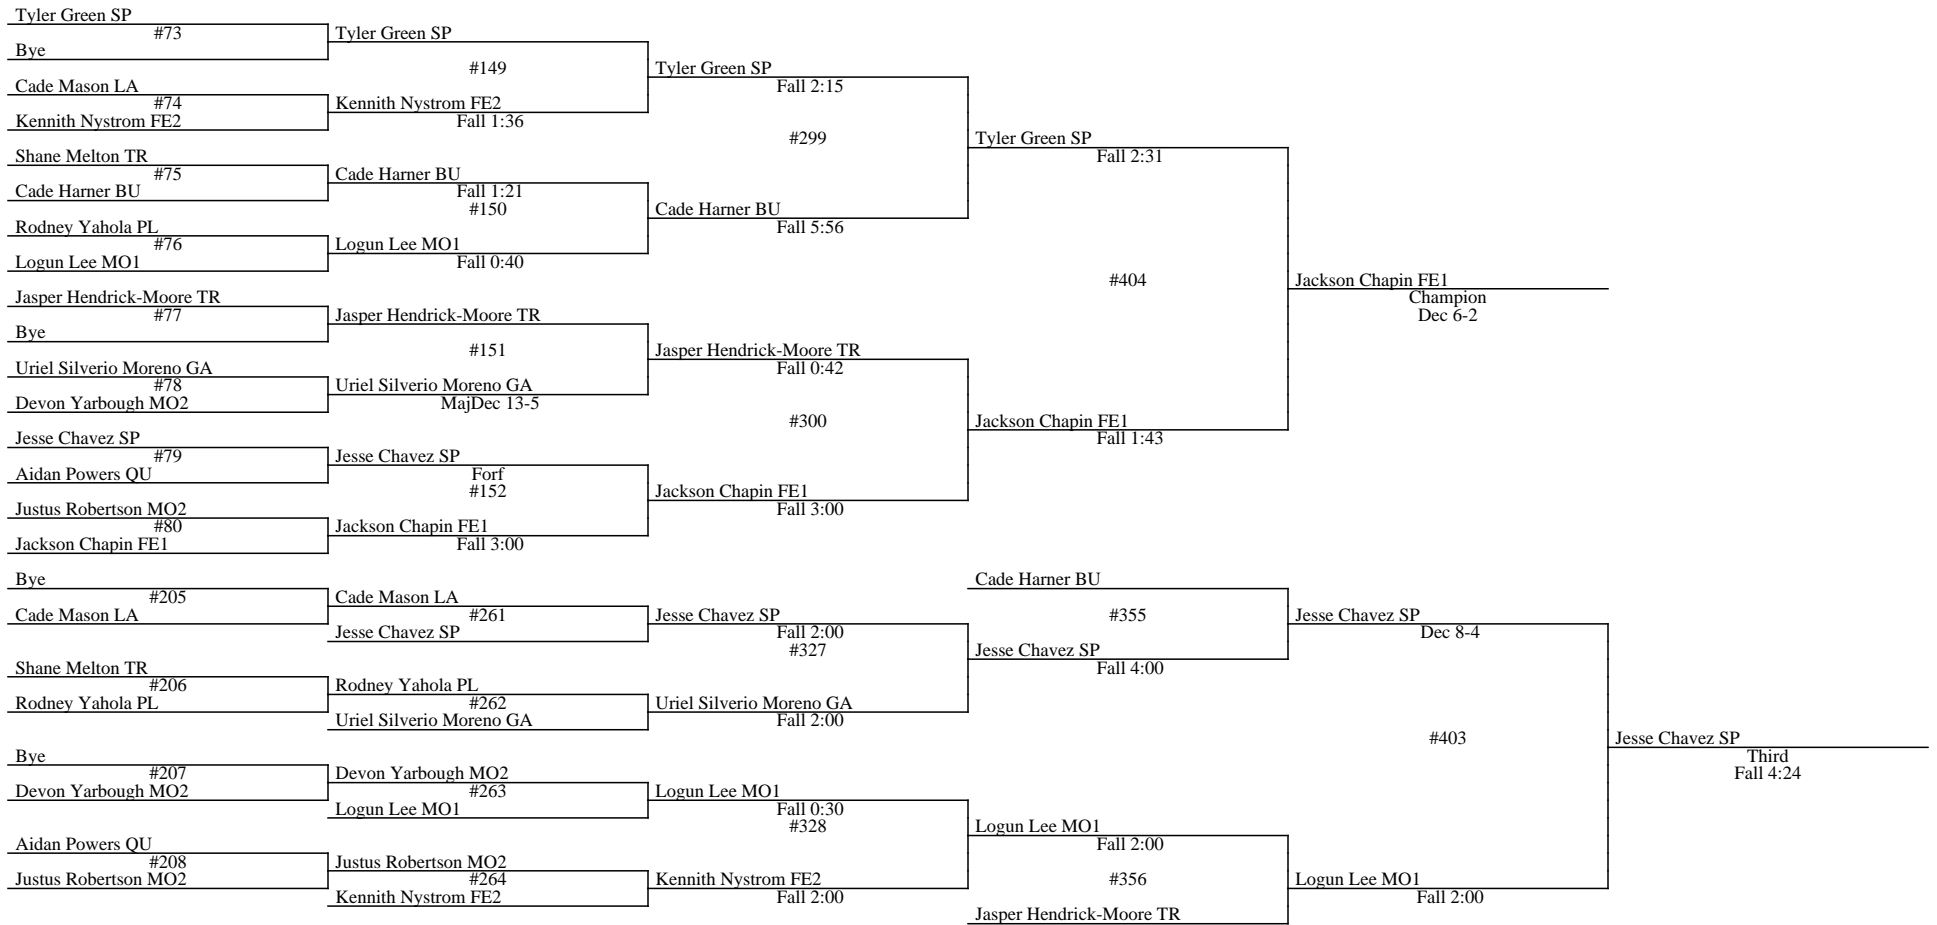 Tyler Green SP
#73
Bye
Cade Mason LA
#74
Kennith Nystrom FE2
Shane Melton TR
#75
Cade Harner BU
Rodney Yahola PL
#76
Logun Lee MO1
Jasper Hendrick-Moore TR
#77
Bye
Uriel Silverio Moreno GA
#78
Devon Yarbough MO2
Jesse Chavez SP
#79
Aidan Powers QU
Justus Robertson MO2
#80
Jackson Chapin FE1
Tyler Green SP
#149
Kennith Nystrom FE2
Fall 1:36
Cade Harner BU
Fall 1:21
#150
Logun Lee MO1
Fall 0:40
Jasper Hendrick-Moore TR
#151
Uriel Silverio Moreno GA
MajDec 13-5
Jesse Chavez SP
Forf
#152
Jackson Chapin FE1
Fall 3:00
Tyler Green SP
Fall 2:15
#299
Cade Harner BU
Fall 5:56
Jasper Hendrick-Moore TR
Fall 0:42
#300
Jackson Chapin FE1
Fall 3:00
Tyler Green SP
Fall 2:31
#404
Jackson Chapin FE1
Fall 1:43
Jackson Chapin FE1
Champion
Dec 6-2
Bye
#205
Cade Mason LA
Shane Melton TR
#206
Rodney Yahola PL
Bye
#207
Devon Yarbough MO2
Aidan Powers QU
#208
Justus Robertson MO2
Cade Mason LA
#261
Jesse Chavez SP
Rodney Yahola PL
#262
Uriel Silverio Moreno GA
Devon Yarbough MO2
#263
Logun Lee MO1
Justus Robertson MO2
#264
Kennith Nystrom FE2
Jesse Chavez SP
Fall 2:00
#327
Uriel Silverio Moreno GA
Fall 2:00
Logun Lee MO1
Fall 0:30
#328
Kennith Nystrom FE2
Fall 2:00
Cade Harner BU
#355
Jesse Chavez SP
Fall 4:00
Logun Lee MO1
Fall 2:00
#356
Jasper Hendrick-Moore TR
Jesse Chavez SP
Dec 8-4
#403
Logun Lee MO1
Fall 2:00
Jesse Chavez SP
Third
Fall 4:24